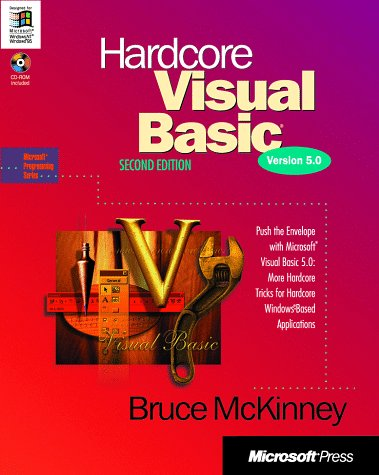 Designed for
Microsoft®
Windows NT®
Windows®95
CD-ROM
Included
Hardcore
Visual
Basic®
SECOND EDITION
Version 5.0
Microsoft®
Programming
Series
Push the Envelope
with Microsoft®
Visual Basic 5.0:
More Hardcore
Tricks for Hardcore
Windows®Based
Applications
V
General
Visual Basic
Bruce McKinney
Microsoft Press